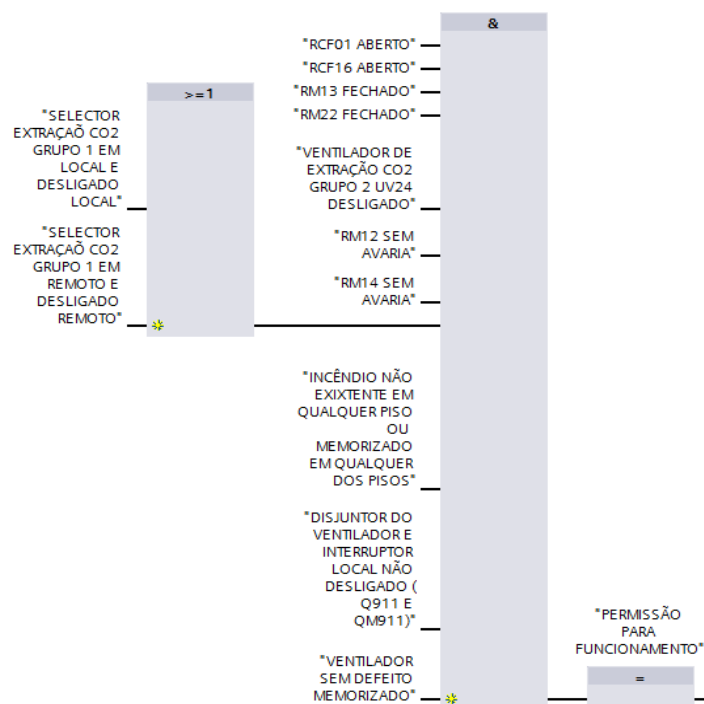 &
"RCF01 ABERTO"
"RCF16 ABERTO"
"RM13 FECHADO"
"RM22 FECHADO"
>=1
"SELECTOR
EXTRAÇAÕ CO2
GRUPO 1 EM
LOCAL E
DESLIGADO
LOCAL"
"VENTILADOR DE
EXTRAÇÃO CO2
GRUPO 2 UV24
DESLIGADO"
"SELECTOR
EXTRAÇAÕ CO2
GRUPO 1 EM
REMOTO E
DESLIGADO
REMOTO"
"RM12 SEM
AVARIA"
"RM14 SEM
AVARIA"
"INCÊNDIO NÃO
EXIXTENTE EM
QUALQUER PISO
OU
MEMORIZADO
EM QUALQUER
DOS PISOS"
"DISJUNTOR DO
VENTILADOR E
INTERRUPTOR
LOCAL NÃO
DESLIGADO (
Q911 E
QM911)"
"VENTILADOR
SEM DEFEITO
MEMORIZADO"
"PERMISSÃO
PARA
FUNCIONAMENTO"
=